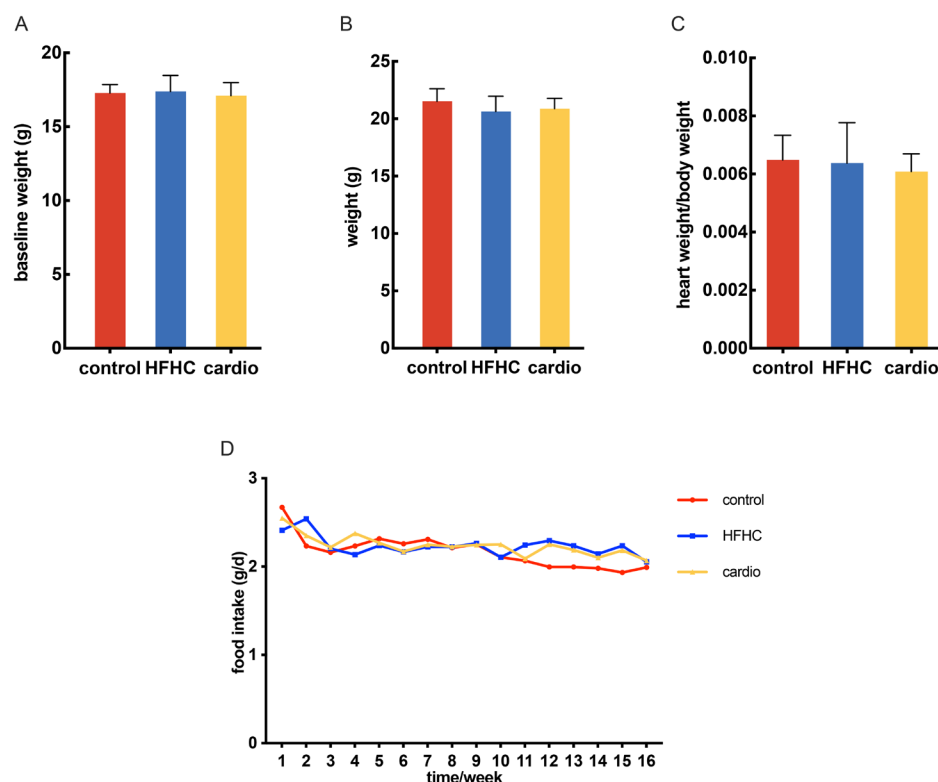 A
baseline weight (g)
20
15
10
5
0
control HFHC cardio
B
weight (g)
25
20
15
10
5
0
control HFHC cardio
C
heart weight/body weight
0.010
0.008
0.006
0.004
0.002
0.000
control HFHC cardio
D
food intake (g/d)
3
2
1
0
1 2 3 4 5 6 7 8 9 10 11 12 13 14 15 16
time/week
control
HFHC
cardio